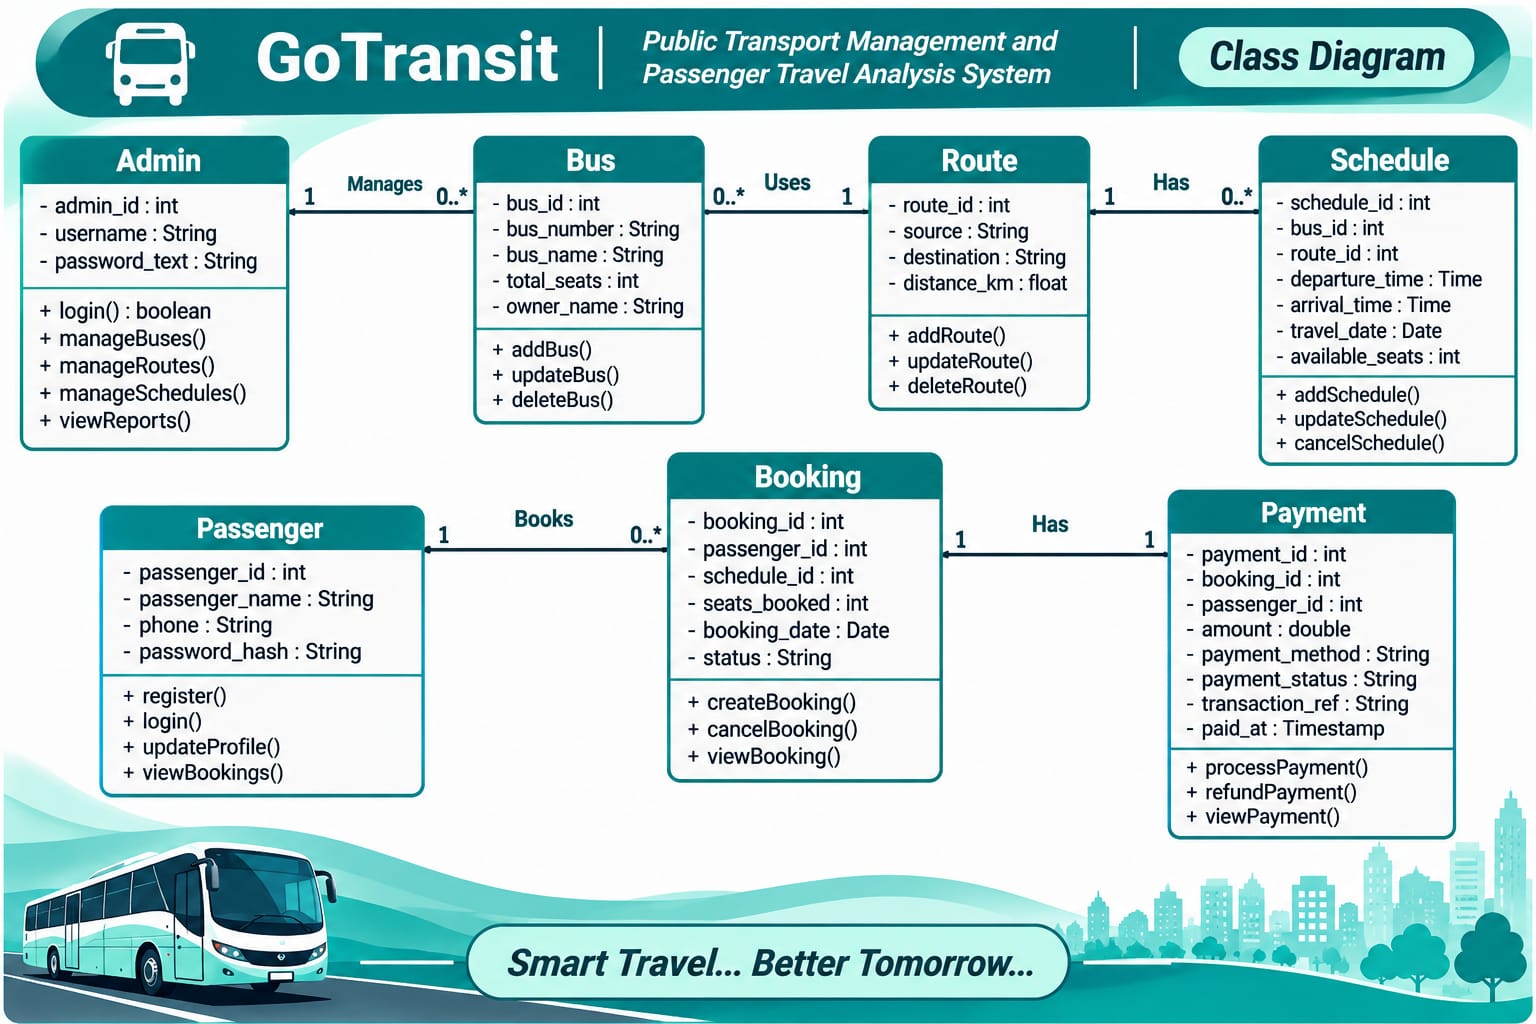 GoTransit
Public Transport Management and
Passenger Travel Analysis System
Class Diagram
Admin
- admin_id : int
- username : String
- password_text : String
+ login() : boolean
+ manageBuses()
+ manageRoutes()
+ manageSchedules()
+ viewReports()
1 Manages 0..*
Bus
- bus_id : int
- bus_number : String
- bus_name : String
- total_seats : int
- owner_name : String
+ addBus()
+ updateBus()
+ deleteBus()
0..* Uses 1
Route
- route_id : int
- source : String
- destination : String
- distance_km : float
+ addRoute()
+ updateRoute()
+ deleteRoute()
1 Has 0..*
Schedule
- schedule_id : int
- bus_id : int
- route_id : int
- departure_time : Time
- arrival_time : Time
- travel_date : Date
- available_seats : int
+ addSchedule()
+ updateSchedule()
+ cancelSchedule()
Passenger
- passenger_id : int
- passenger_name : String
- phone : String
- password_hash : String
+ register()
+ login()
+ updateProfile()
+ viewBookings()
1 Books 0..*
Booking
- booking_id : int
- passenger_id : int
- schedule_id : int
- seats_booked : int
- booking_date : Date
- status : String
+ createBooking()
+ cancelBooking()
+ viewBooking()
1 Has 1
Payment
- payment_id : int
- booking_id : int
- passenger_id : int
- amount : double
- payment_method : String
- payment_status : String
- transaction_ref : String
- paid_at : Timestamp
+ processPayment()
+ refundPayment()
+ viewPayment()
Smart Travel... Better Tomorrow...